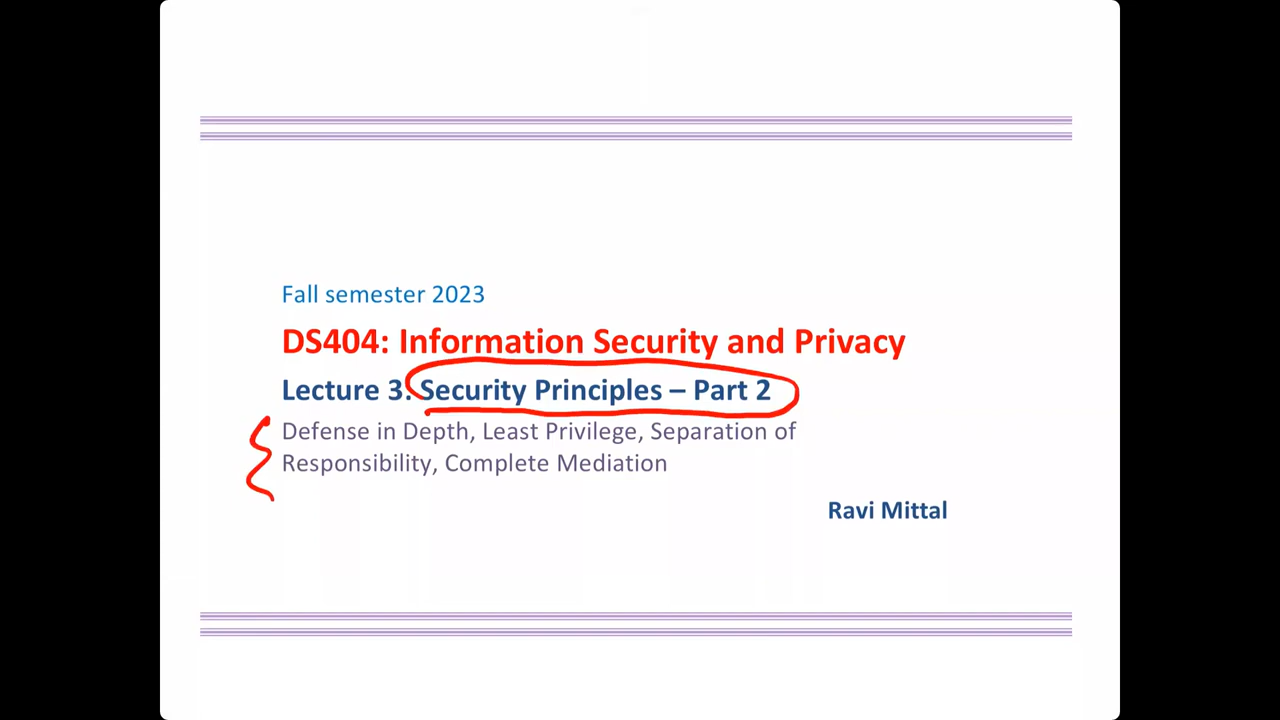 Fall semester 2023
DS404: Information Security and Privacy
Lecture 3: Security Principles – Part 2
Defense in Depth, Least Privilege, Separation of
Responsibility, Complete Mediation
Ravi Mittal